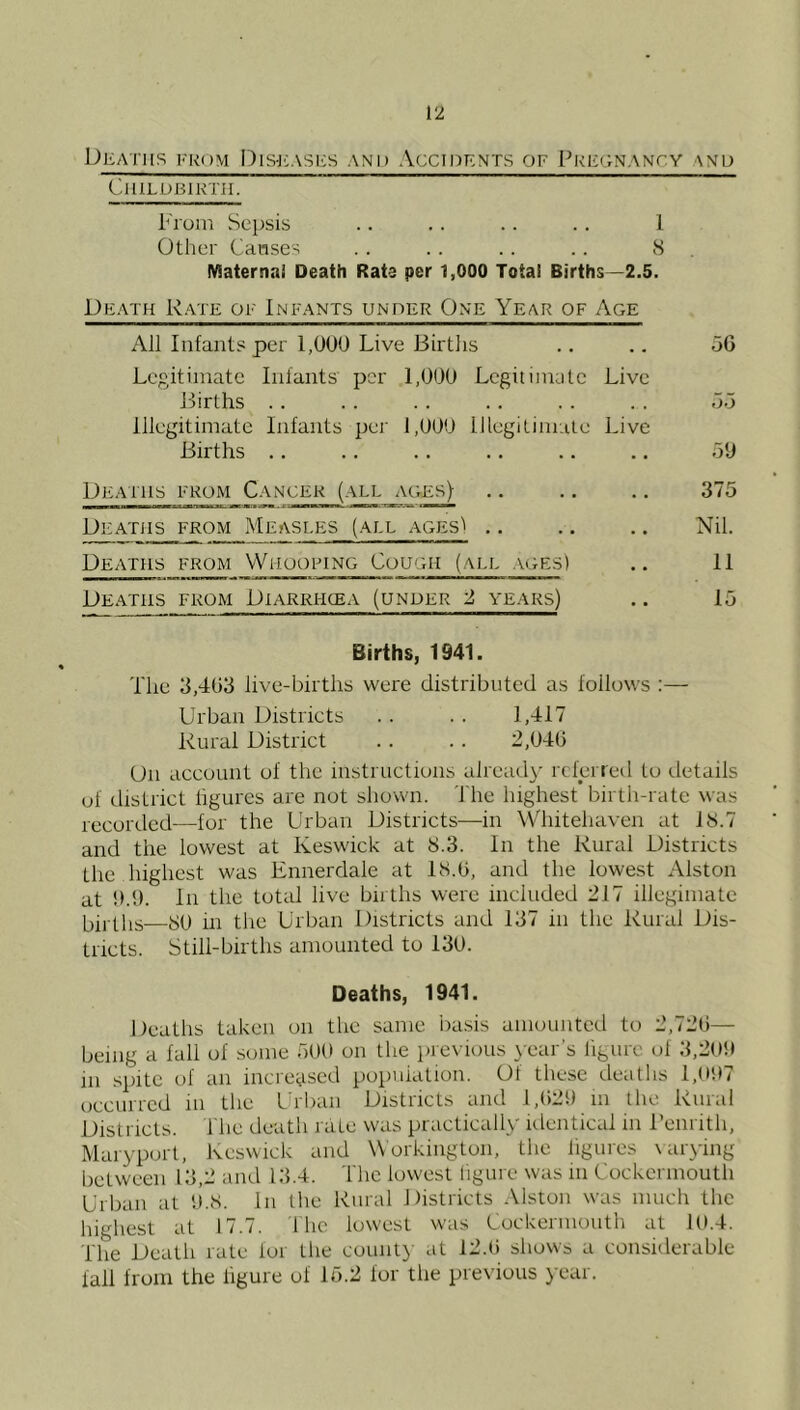 12
Deaths from Diseases and Accidents of Pregnancy and
Childbirth.
From Sepsis .. .. .. .. 1
Other Causes .. .. .. .. 8
Maternal Death Rate per 1,000 Total Births—2.5.
Death Rate of Infants under One Year of Age
All Infants per 1,000 Live Births .. .. 56
Legitimate Infants per 1,000 Legitimate Live
Births .. .. .. .. .. .. 55
Illegitimate Infants per 1,000 Illegitimate Live
Births .. .. .. .. .. .. 59
Deaths from Cancer (all ages) .. .. .. 375
Deaths from Measles (all ages) .. .. .. Nil.
Deaths from Whooping Cough (all ages) .. 11
Deaths from Diarrhœa (under 2 years) .. 15
Births, 1941.
The 3,463 live-births were distributed as follows :—
Urban Districts .. .. 1,417
Rural District .. .. 2,046
On account of the instructions already referred to details
of district figures are not shown. The highest birth-rate was
recorded—for the Urban Districts—in Whitehaven at 18.7
and the lowest at Keswick at 8.3. In the Rural Districts
the highest was Ennerdale at 18.6, and the lowest Alston
at 9.9. In the total live births were included 217 illegimate
births—80 in the Urban Districts and 137 in the Rural Dis-
tricts. Still-births amounted to 130.
Deaths, 1941.
Deaths taken on the same basis amounted to 2,726—
being a fall of some 500 on the previous year's figure of 3,209
in spite of an increased population. Of these deaths 1,097
occurred in the Urban Districts and 1,629 in the Rural
Districts. The death rate was practically identical in Penrith,
Maryport, Keswick and Workington, the figures varying
between 13.2 and 13.4. The lowest figure was in Cockermouth
Urban at 9.8. In the Rural Districts Alston was much the
highest at 17.7. The lowest was Cockermouth at 10.4.
The Death rate for the county at 12.6 shows a considerable
fall from the figure of 15.2 for the previous year.